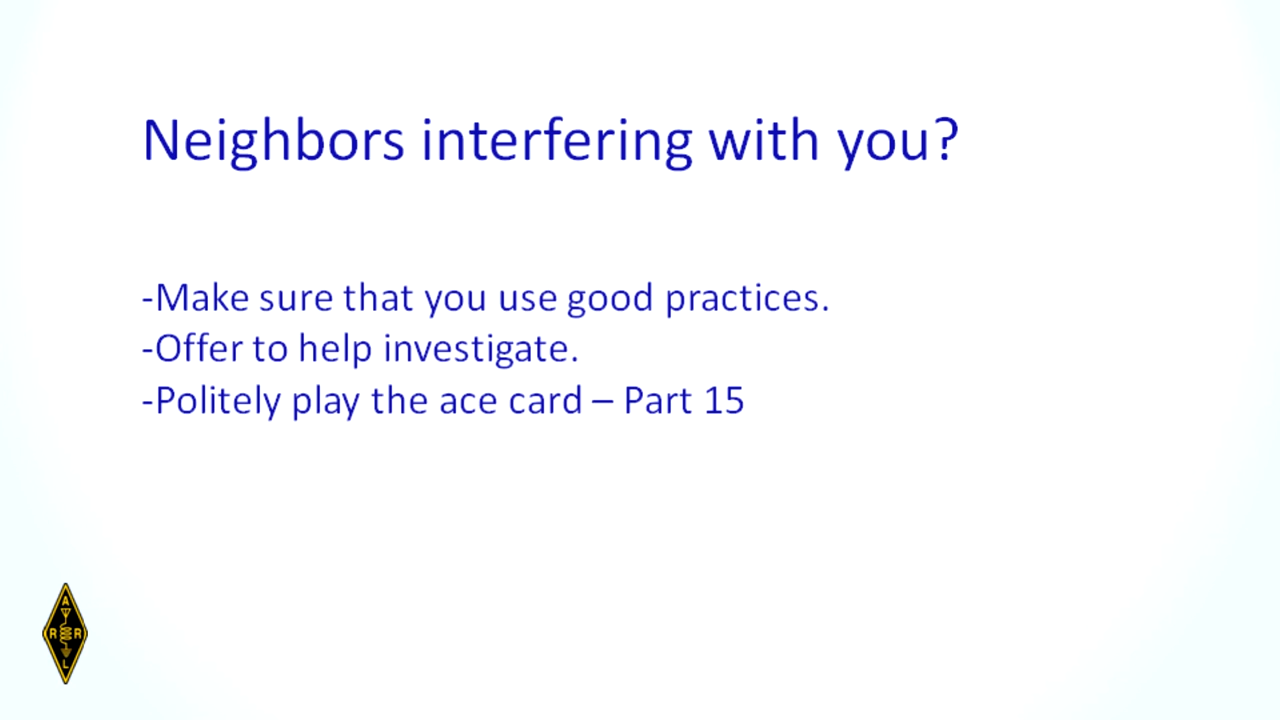 Neighbors interfering with you?
-Make sure that you use good practices.
-Offer to help investigate.
-Politely play the ace card – Part 15
A
R R
L